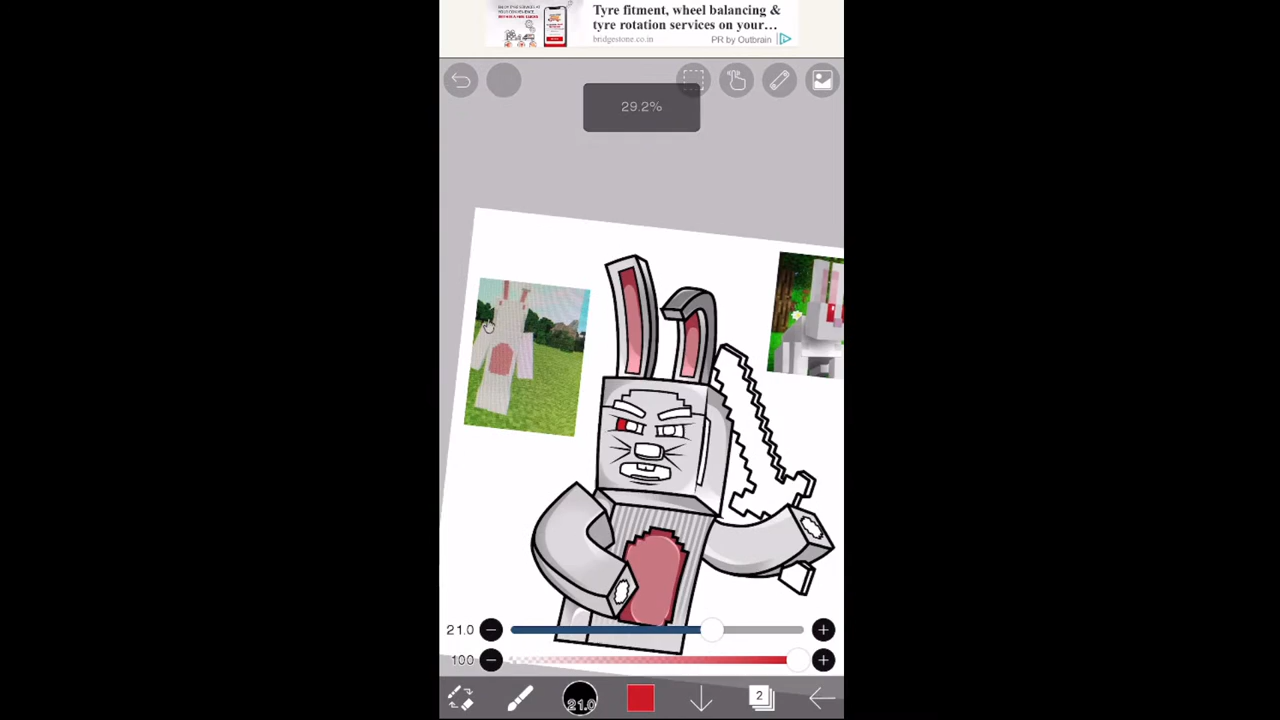 Tyre fitment, wheel balancing &
tyre rotation services on your...
bridgestone.co.in
PR by Outbrain
29.2%
21.0
100
21.0
2